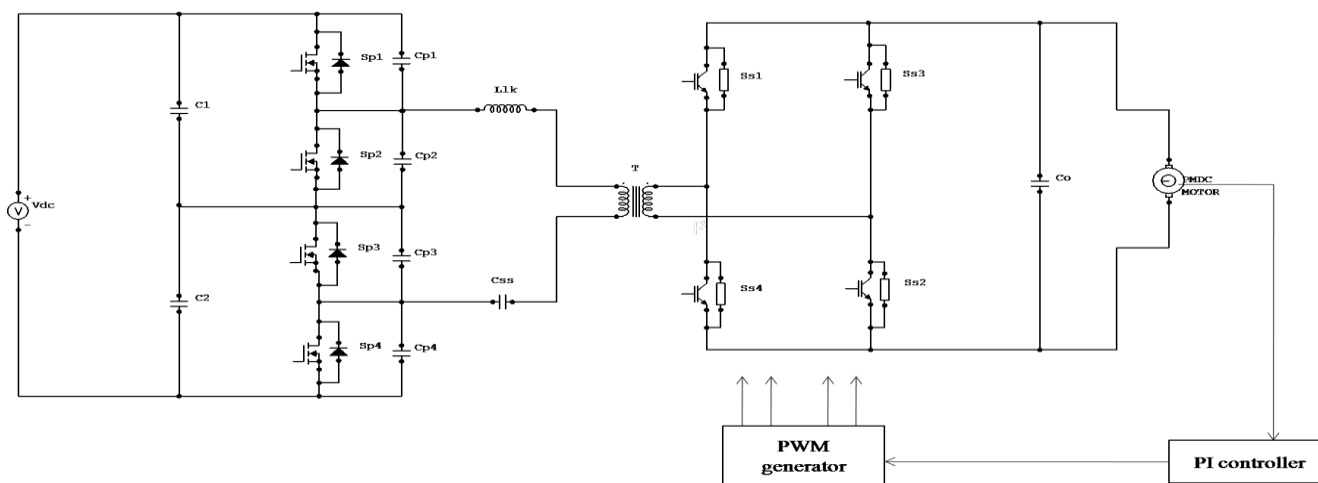 Sp1
Cp1
Ss1
Ss3
Llk
C1
Sp2
Cp2
T
Vdc
+
V
-
Co
PMDC
MOTOR
Sp3
Cp3
Css
Ss4
Ss2
C2
Sp4
Cp4
PWM
generator
PI controller